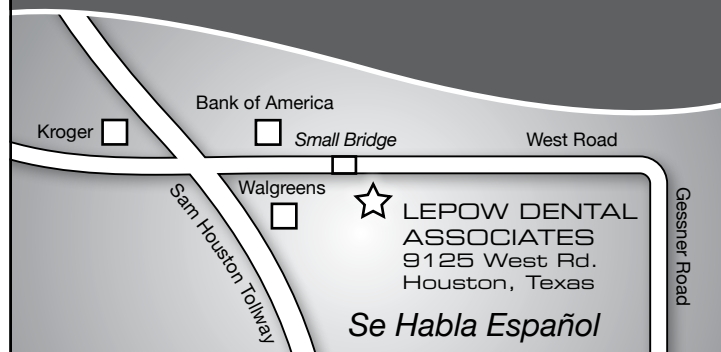 Bank of America
Kroger
Small Bridge
West Road
Walgreens
Sam Houston Tollway
LEPOW DENTAL
ASSOCIATES
9125 West Rd.
Houston, Texas
Gessner Road
Se Habla Español